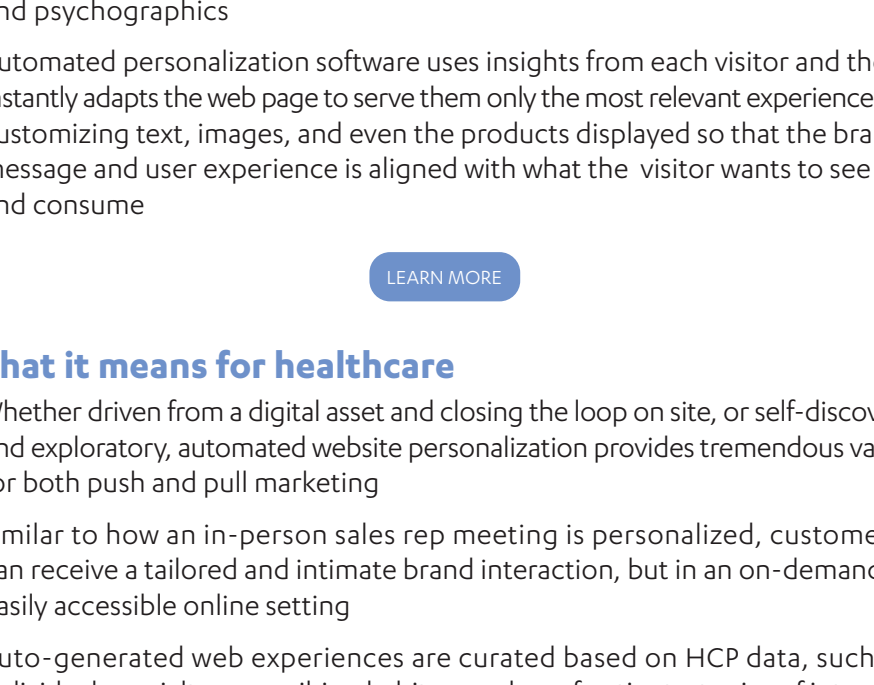 nd psychographics
utomated personalization software uses insights from each visitor and the
nstantly adapts the web page to serve them only the most relevant experience
ustomizing text, images, and even the products displayed so that the bra
nessage and user experience is aligned with what the visitor wants to see
nd consume
LEARN MORE
hat it means for healthcare
Whether driven from a digital asset and closing the loop on site, or self-discov
nd exploratory, automated website personalization provides tremendous va
or both push and pull marketing
milar to how an in-person sales rep meeting is personalized, custome
an receive a tailored and intimate brand interaction, but in an on-demand
asily accessible online setting
uto-generated web experiences are curated based on HCP data, such